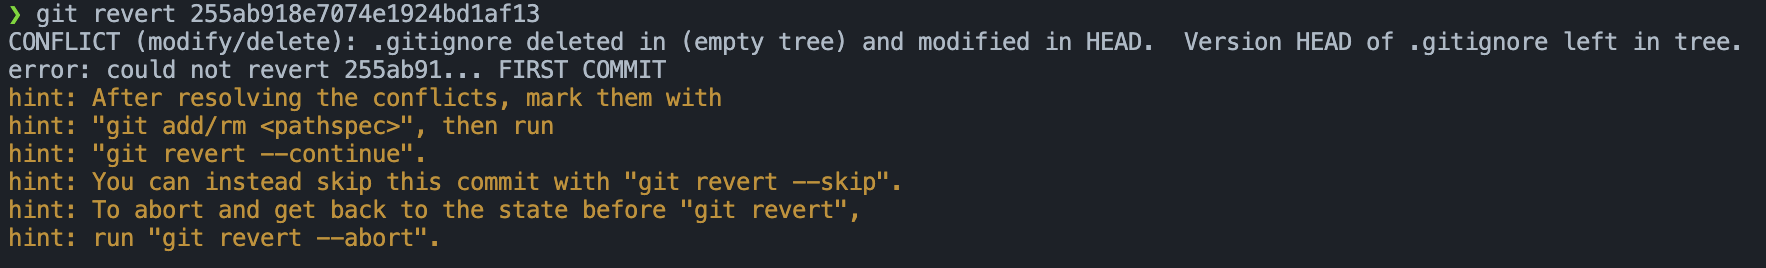 ❯ git revert 255ab918e7074e1924bd1af13
CONFLICT (modify/delete): .gitignore deleted in (empty tree) and modified in HEAD.  Version HEAD of .gitignore left in tree.
error: could not revert 255ab91... FIRST COMMIT
hint: After resolving the conflicts, mark them with
hint: "git add/rm <pathspec>", then run
hint: "git revert --continue".
hint: You can instead skip this commit with "git revert --skip".
hint: To abort and get back to the state before "git revert",
hint: run "git revert --abort".